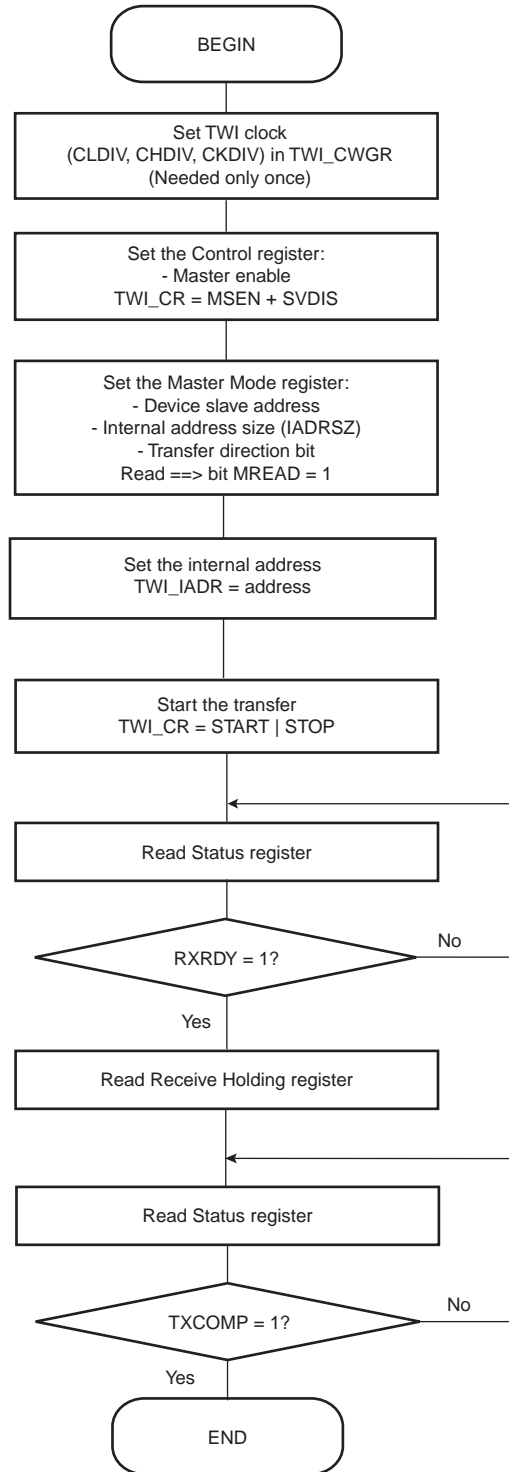 BEGIN
Set TWI clock
(CLDIV, CHDIV, CKDIV) in TWI_CWGR
(Needed only once)
Set the Control register:
- Master enable
TWI_CR = MSEN + SVDIS
Set the Master Mode register:
- Device slave address
- Internal address size (IADRSZ)
- Transfer direction bit
Read ==> bit MREAD = 1
Set the internal address
TWI_IADR = address
Start the transfer
TWI_CR = START | STOP
Read Status register
RXRDY = 1?
No
Yes
Read Receive Holding register
Read Status register
TXCOMP = 1?
No
Yes
END